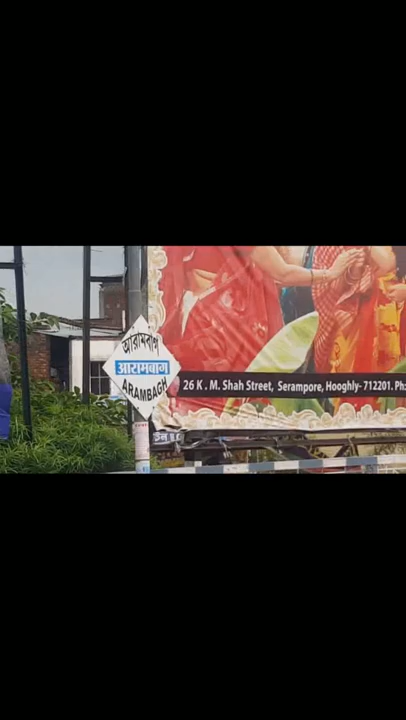 আরামবাগ
आरामबाग
ARAMBAGH
26 K . M. Shah Street, Serampore, Hooghly- 712201. Ph: